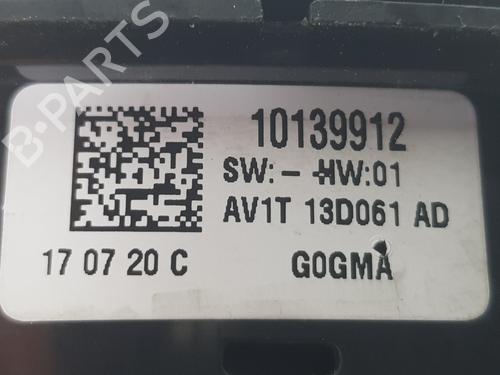 10139912
SW:- HW:01
AV1T 13D061 AD
17 07 20 C
G0GMA
B-PARTS